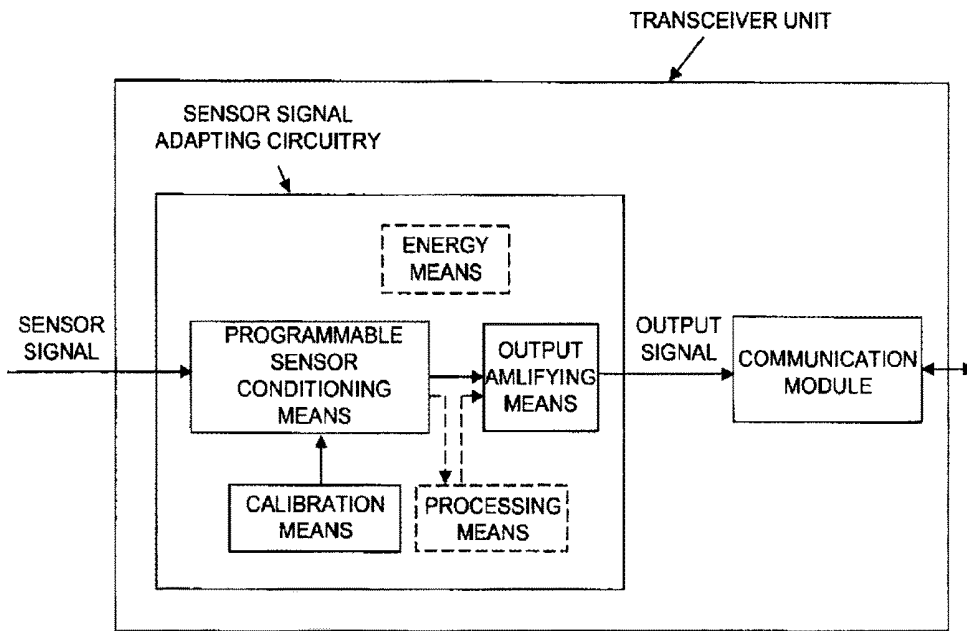 TRANSCEIVER UNIT
SENSOR SIGNAL
ADAPTING CIRCUITRY
ENERGY
MEANS
SENSOR
SIGNAL
PROGRAMMABLE
SENSOR
CONDITIONING
MEANS
OUTPUT
AMLIFYING
MEANS
OUTPUT
SIGNAL
COMMUNICATION
MODULE
CALIBRATION
MEANS
PROCESSING
MEANS